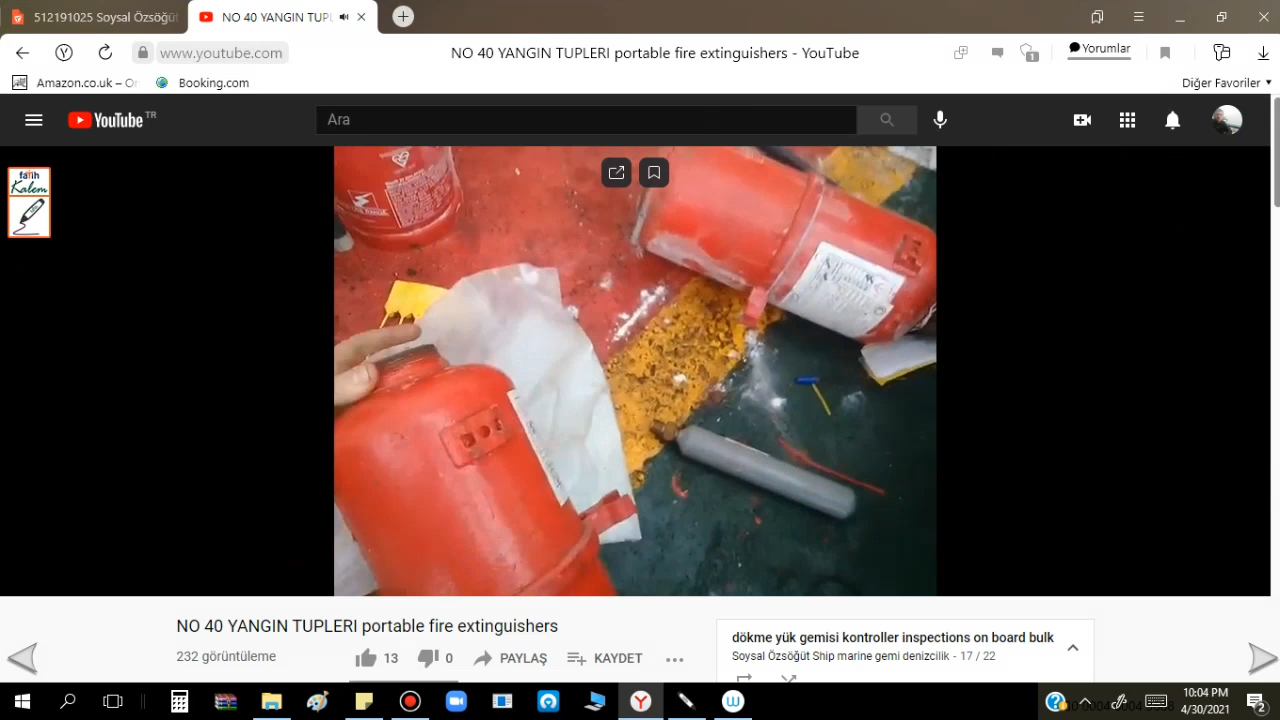 512191025 Soysal Özsöğüt
NO 40 YANGIN TUPL
www.youtube.com
NO 40 YANGIN TUPLERI portable fire extinguishers - YouTube
1
Yorumlar
Amazon.co.uk – O
Booking.com
Diğer Favoriler
YouTube TR
Ara
fatih
Kalem
NO 40 YANGIN TUPLERI portable fire extinguishers
232 görüntüleme
13
0
PAYLAŞ
KAYDET
dökme yük gemisi kontroller inspections on board bulk
Soysal Özsöğüt Ship marine gemi denizcilik - 17 / 22
10:04 PM
4/30/2021
2